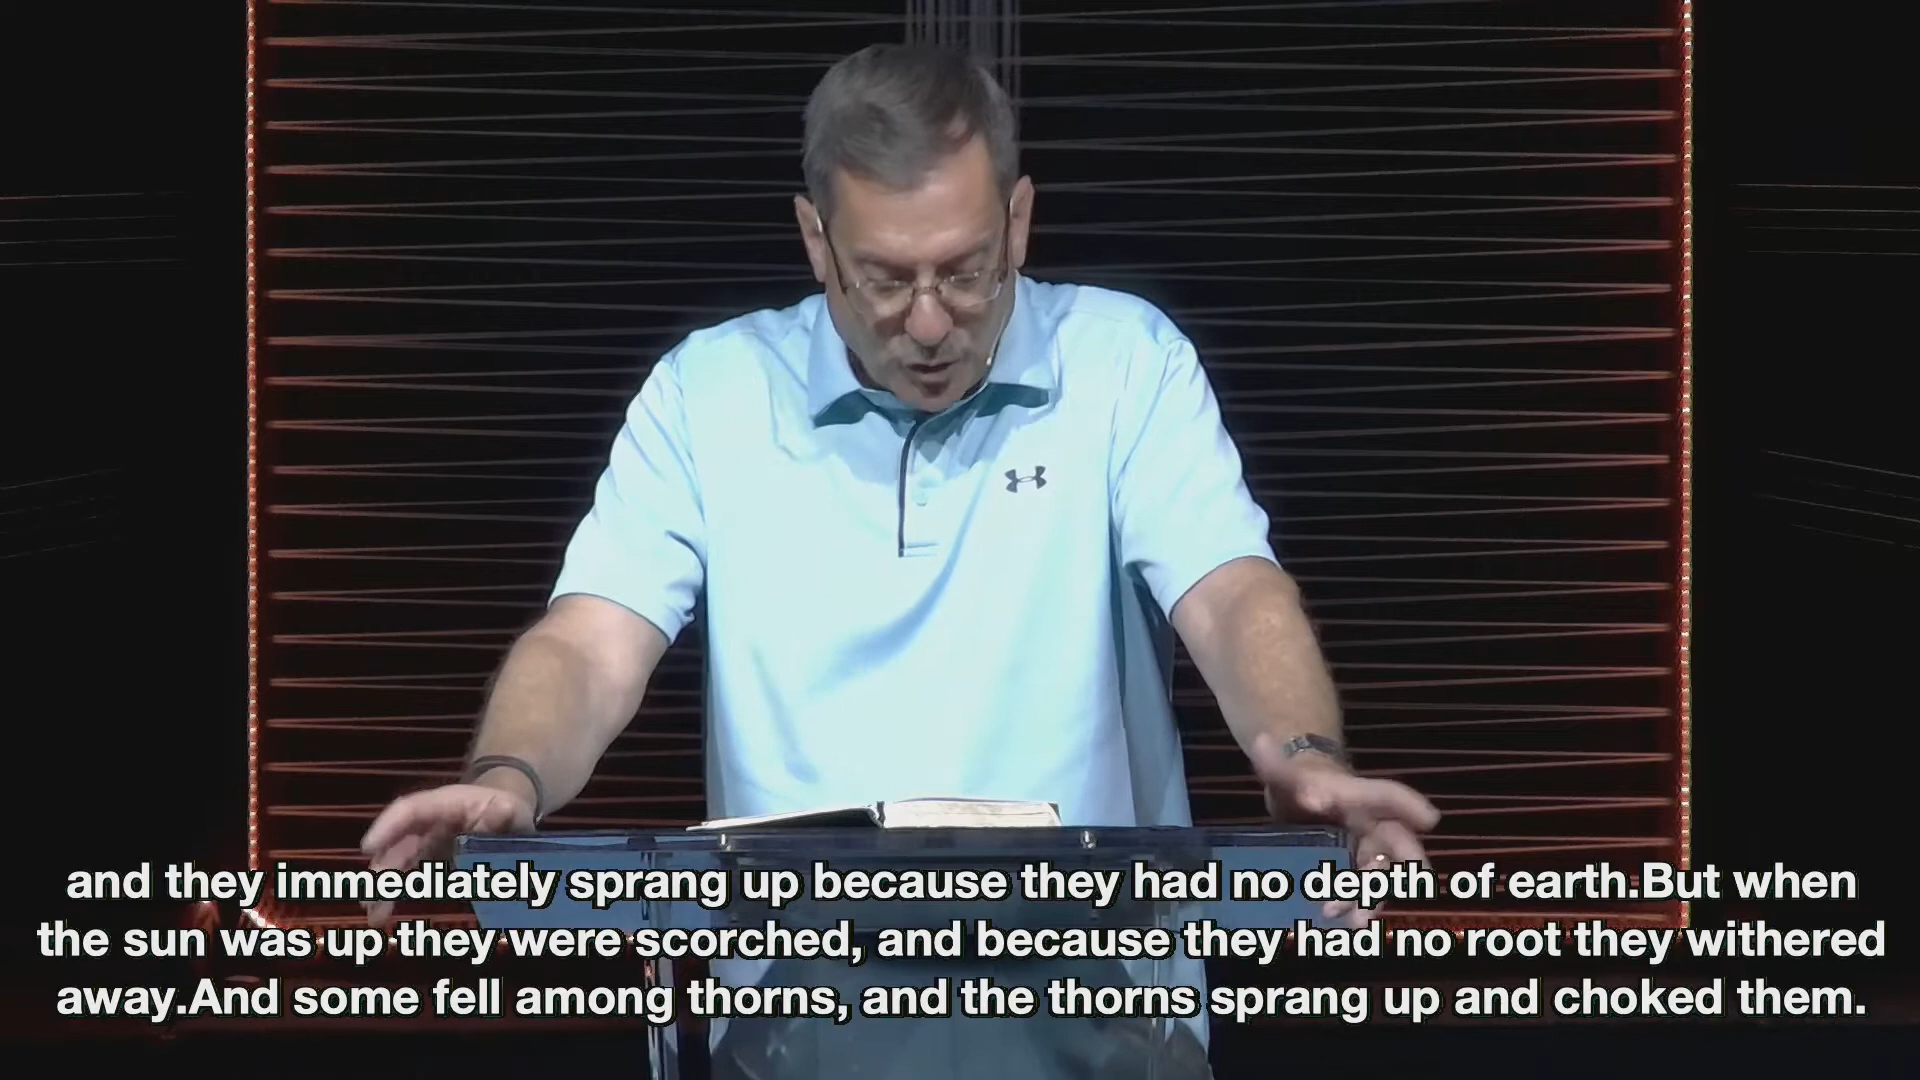 and they immediately sprang up because they had no depth of earth.But when
the sun was up they were scorched, and because they had no root they withered
away.And some fell among thorns, and the thorns sprang up and choked them.